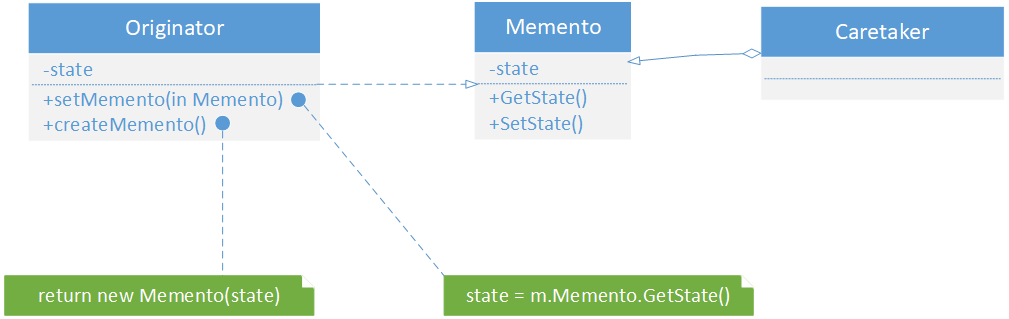 Originator
-state
+setMemento(in Memento)
+createMemento()
Memento
-state
+GetState()
+SetState()
Caretaker
return new Memento(state)
state = m.Memento.GetState()